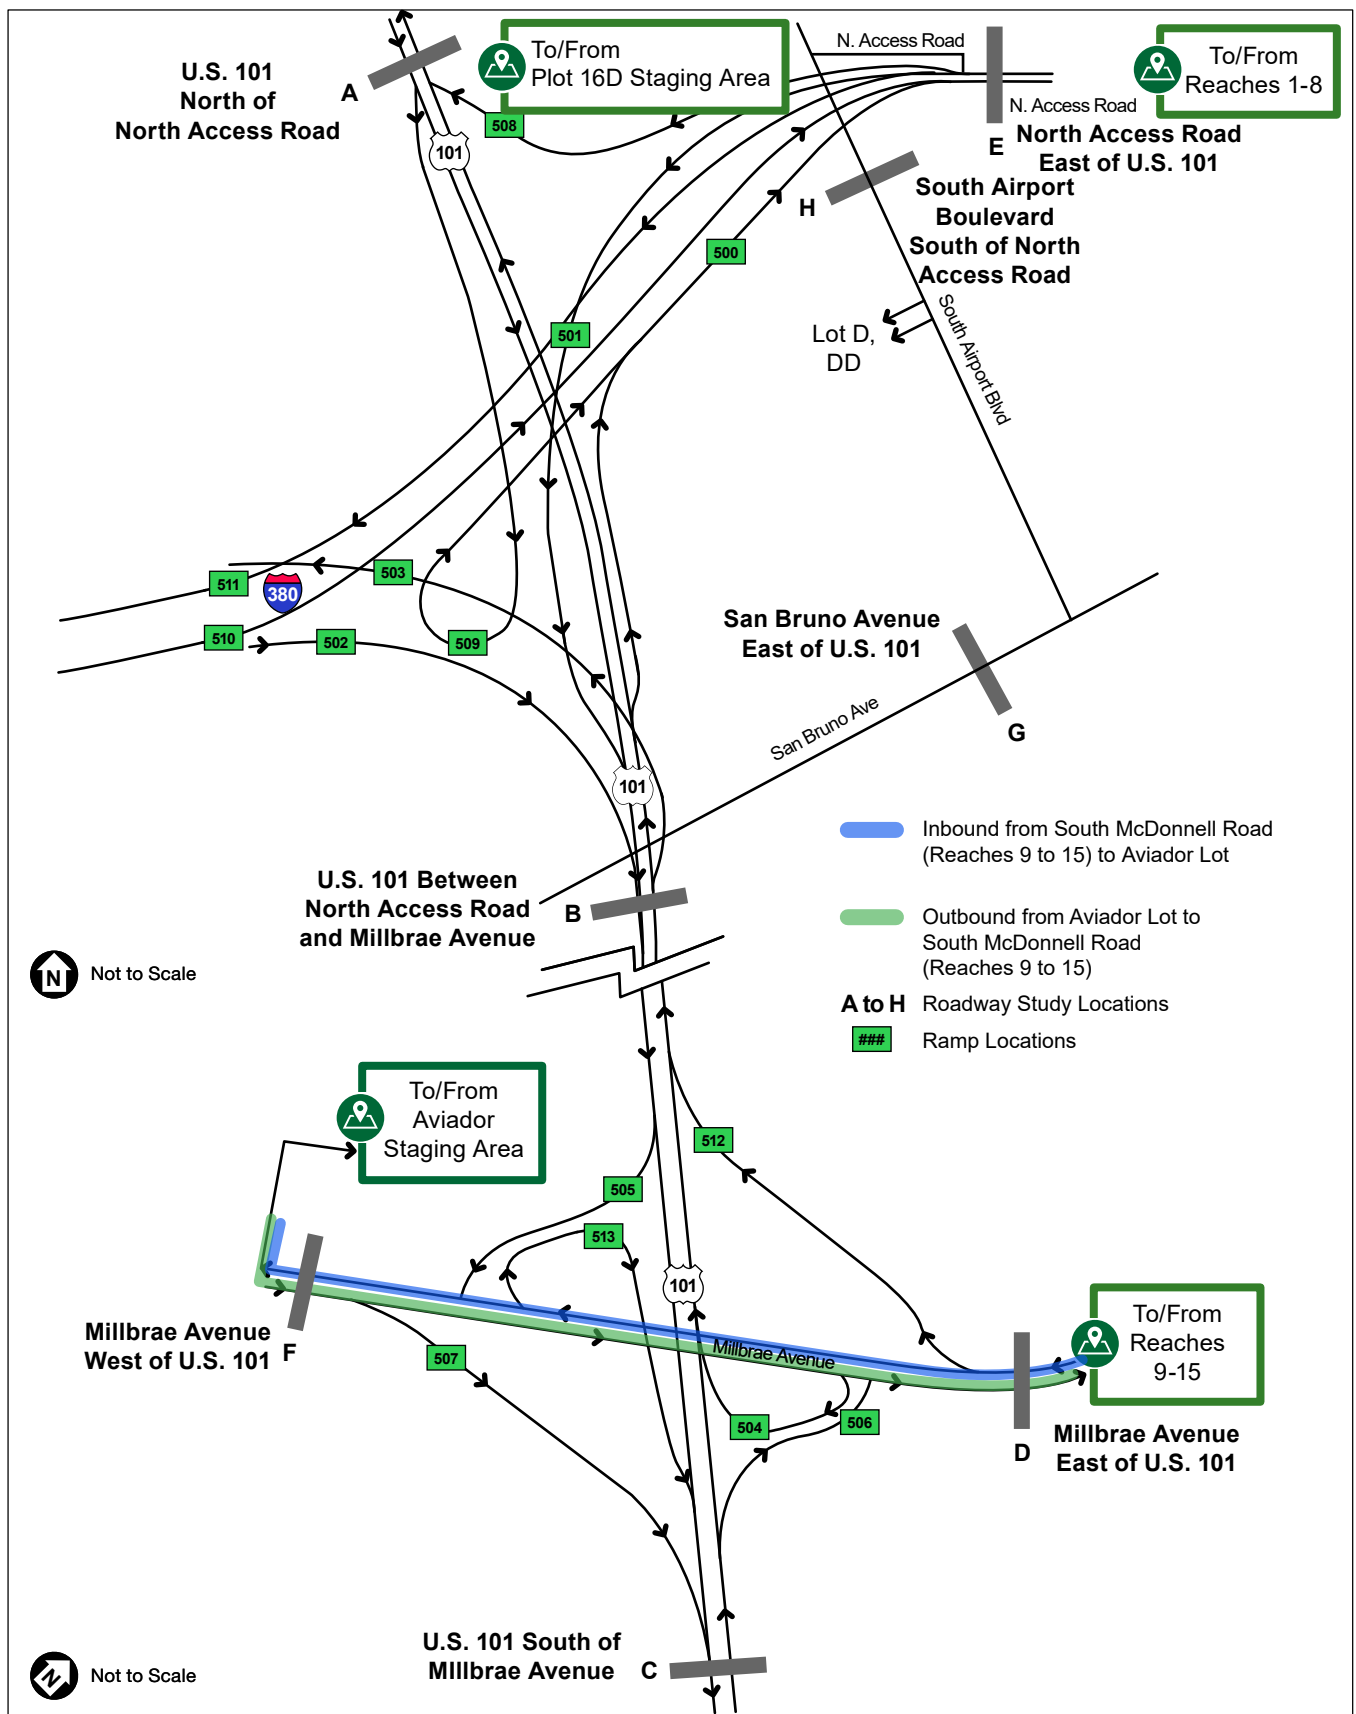 U.S. 101
North of
North Access Road
A
To/From
Plot 16D Staging Area
N. Access Road
To/From
Reaches 1-8
N. Access Road
E
North Access Road
East of U.S. 101
508
101
H
South Airport
Boulevard
South of North
Access Road
500
501
Lot D,
DD
South Airport Blvd
511
380
503
510
502
509
San Bruno Avenue
East of U.S. 101
San Bruno Ave
G
101
Inbound from South McDonnell Road
(Reaches 9 to 15) to Aviador Lot
U.S. 101 Between
North Access Road
and Millbrae Avenue
B
Outbound from Aviador Lot to
South McDonnell Road
(Reaches 9 to 15)
N
Not to Scale
A to H
Roadway Study Locations
###
Ramp Locations
To/From
Aviador
Staging Area
512
505
513
101
Millbrae Avenue
West of U.S. 101
F
507
Millbrae Avenue
To/From
Reaches
9-15
504
506
D
Millbrae Avenue
East of U.S. 101
U.S. 101 South of
MIllbrae Avenue
C
N
Not to Scale